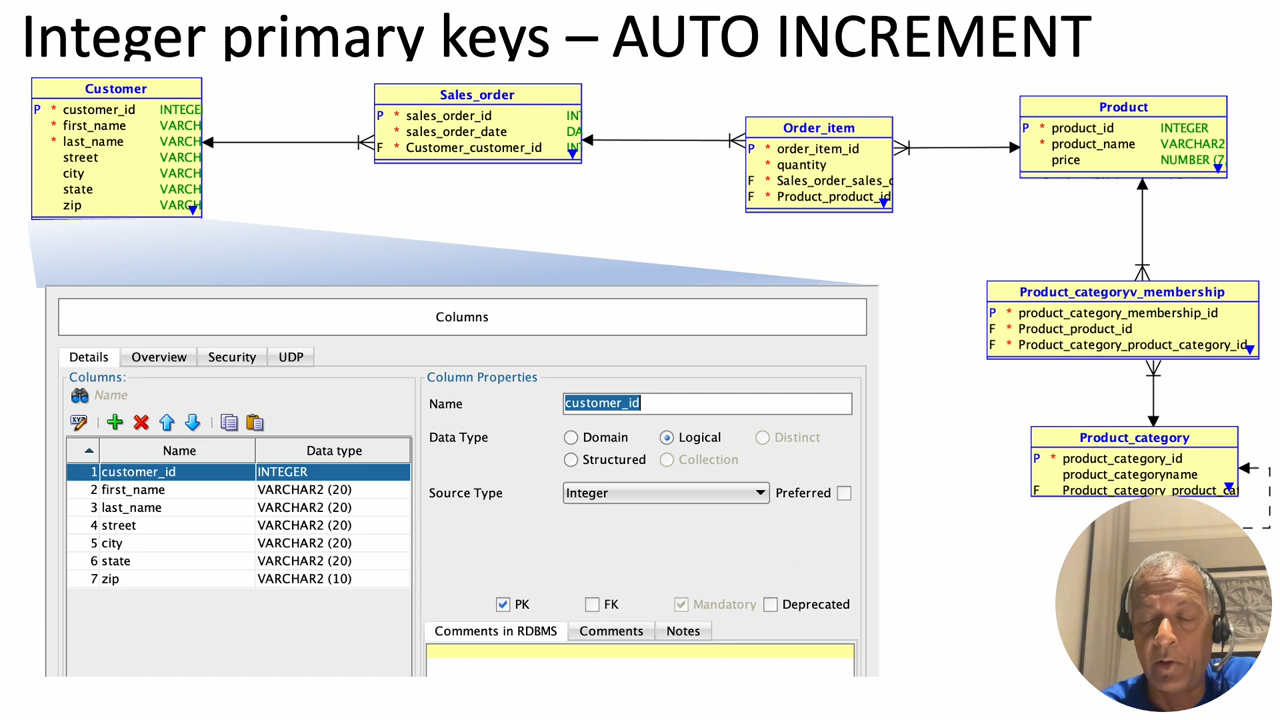 Integer primary keys – AUTO INCREMENT
Customer
P * customer_id INTEGE
* first_name VARCH
* last_name VARCH
street VARCH
city VARCH
state VARCH
zip VARCH
Sales_order
P * sales_order_id IN
* sales_order_date DA
F * Customer_customer_id IN
Order_item
P * order_item_id
* quantity
F * Sales_order_sales_o
F * Product_product_id
Product
P * product_id INTEGER
* product_name VARCHAR2
price NUMBER (7,
Product_categoryv_membership
P * product_category_membership_id
F * Product_product_id
F * Product_category_product_category_id
Product_category
P * product_category_id
product_categoryname
F Product_category_product_cat
Columns
Details Overview Security UDP
Columns:
Name
Name Data type
1 customer_id INTEGER
2 first_name VARCHAR2 (20)
3 last_name VARCHAR2 (20)
4 street VARCHAR2 (20)
5 city VARCHAR2 (20)
6 state VARCHAR2 (20)
7 zip VARCHAR2 (10)
Column Properties
Name customer_id
Data Type Domain Logical Distinct
Structured Collection
Source Type Integer Preferred
PK FK Mandatory Deprecated
Comments in RDBMS Comments Notes